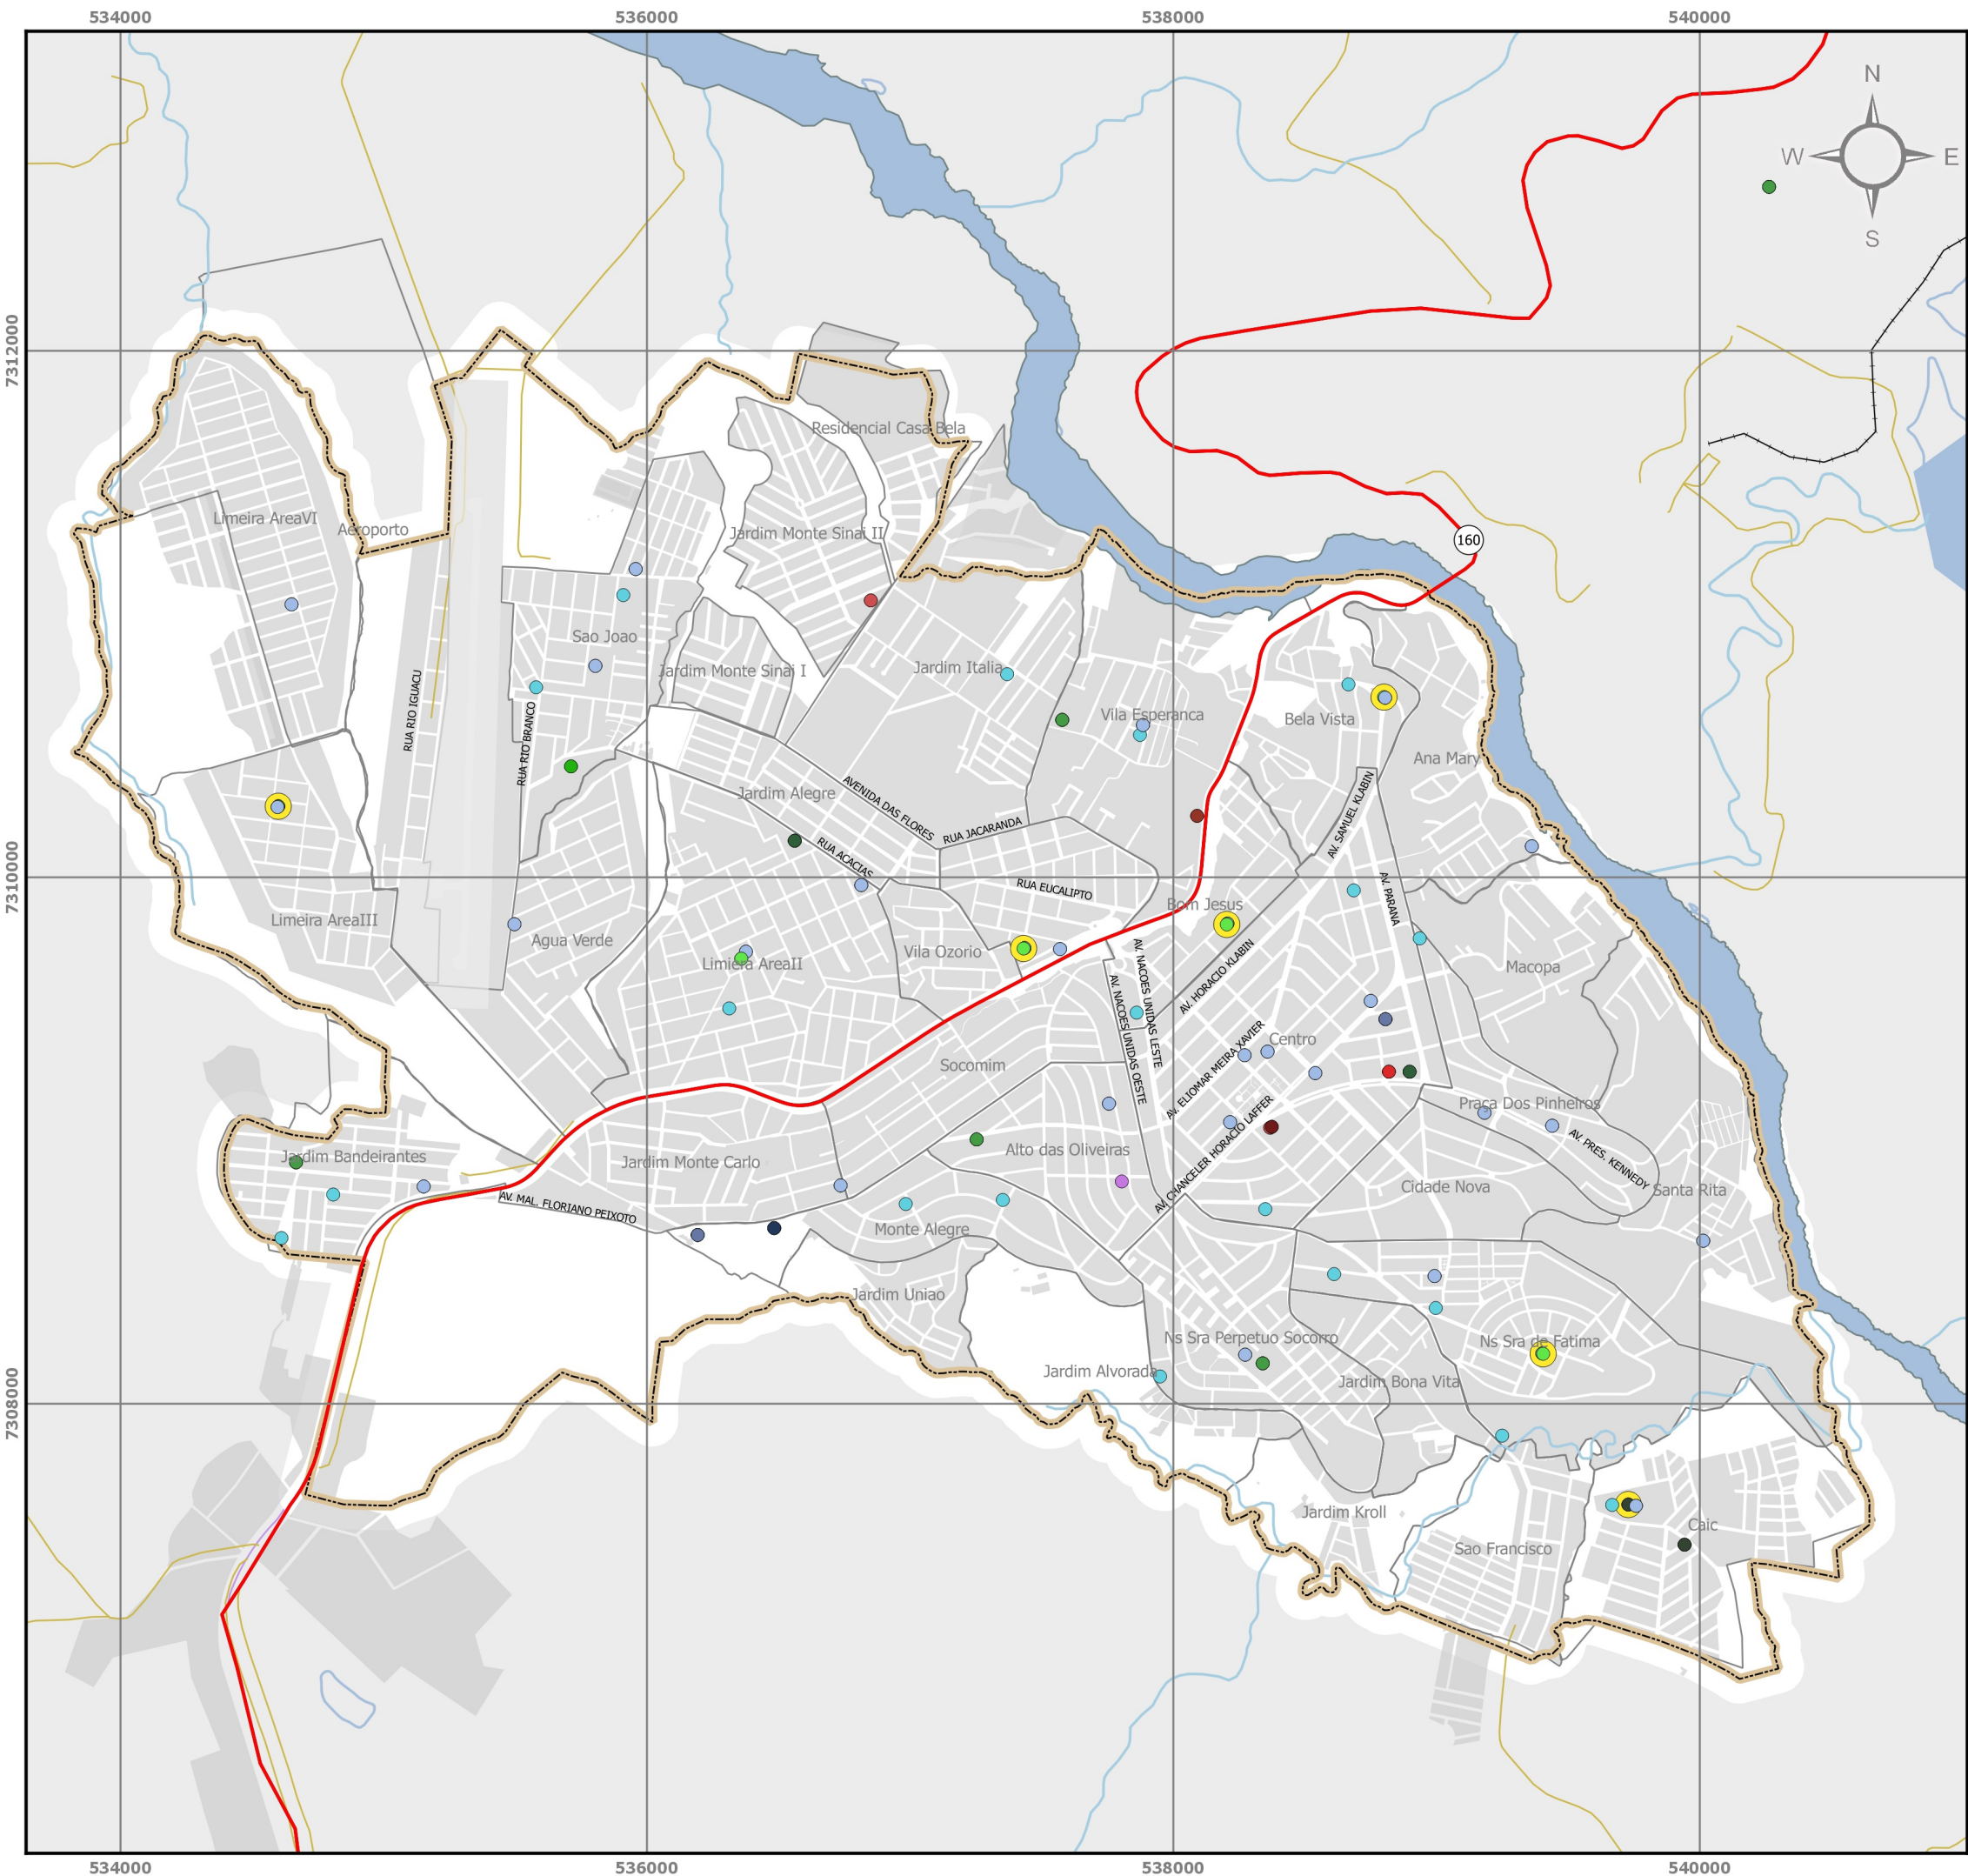 534000
536000
538000
540000
N
W
E
S
7312000
Residencial Casa Bela
Limeira AreaVI
Aeroporto
Jardim Monte Sinai II
160
Sao Joao
Jardim Monte Sinai I
Jardim Italia
RUA RIO IGUACU
RUA RIO BRANCO
Vila Esperanca
Bela Vista
Ana Mary
Jardim Alegre
AVENIDA DAS FLORES
RUA JACARANDA
AV. SAMUEL KLABIN
RUA ACACIAS
7310000
RUA EUCALIPTO
AV. PARANA
Bom Jesus
Limeira AreaIII
Agua Verde
Vila Ozorio
Limiera AreaII
AV. HORACIO KLABIN
AV. NACOES UNIDAS LESTE
AV. NACOES UNIDAS OESTE
Macopa
Centro
Socomim
AV. ELIOMAR MEIRA XAVIER
Praça Dos Pinheiros
AV. CHANCELER HORACIO LAFFER
Alto das Oliveiras
AV. PRES. KENNEDY
Jardim Bandeirantes
Jardim Monte Carlo
Cidade Nova
Santa Rita
AV. MAL. FLORIANO PEIXOTO
Monte Alegre
Jardim Uniao
Ns Sra Perpetuo Socorro
Ns Sra de Fatima
Jardim Alvorada
Jardim Bona Vita
7308000
Jardim Kroll
Caic
Sao Francisco
534000
536000
538000
540000